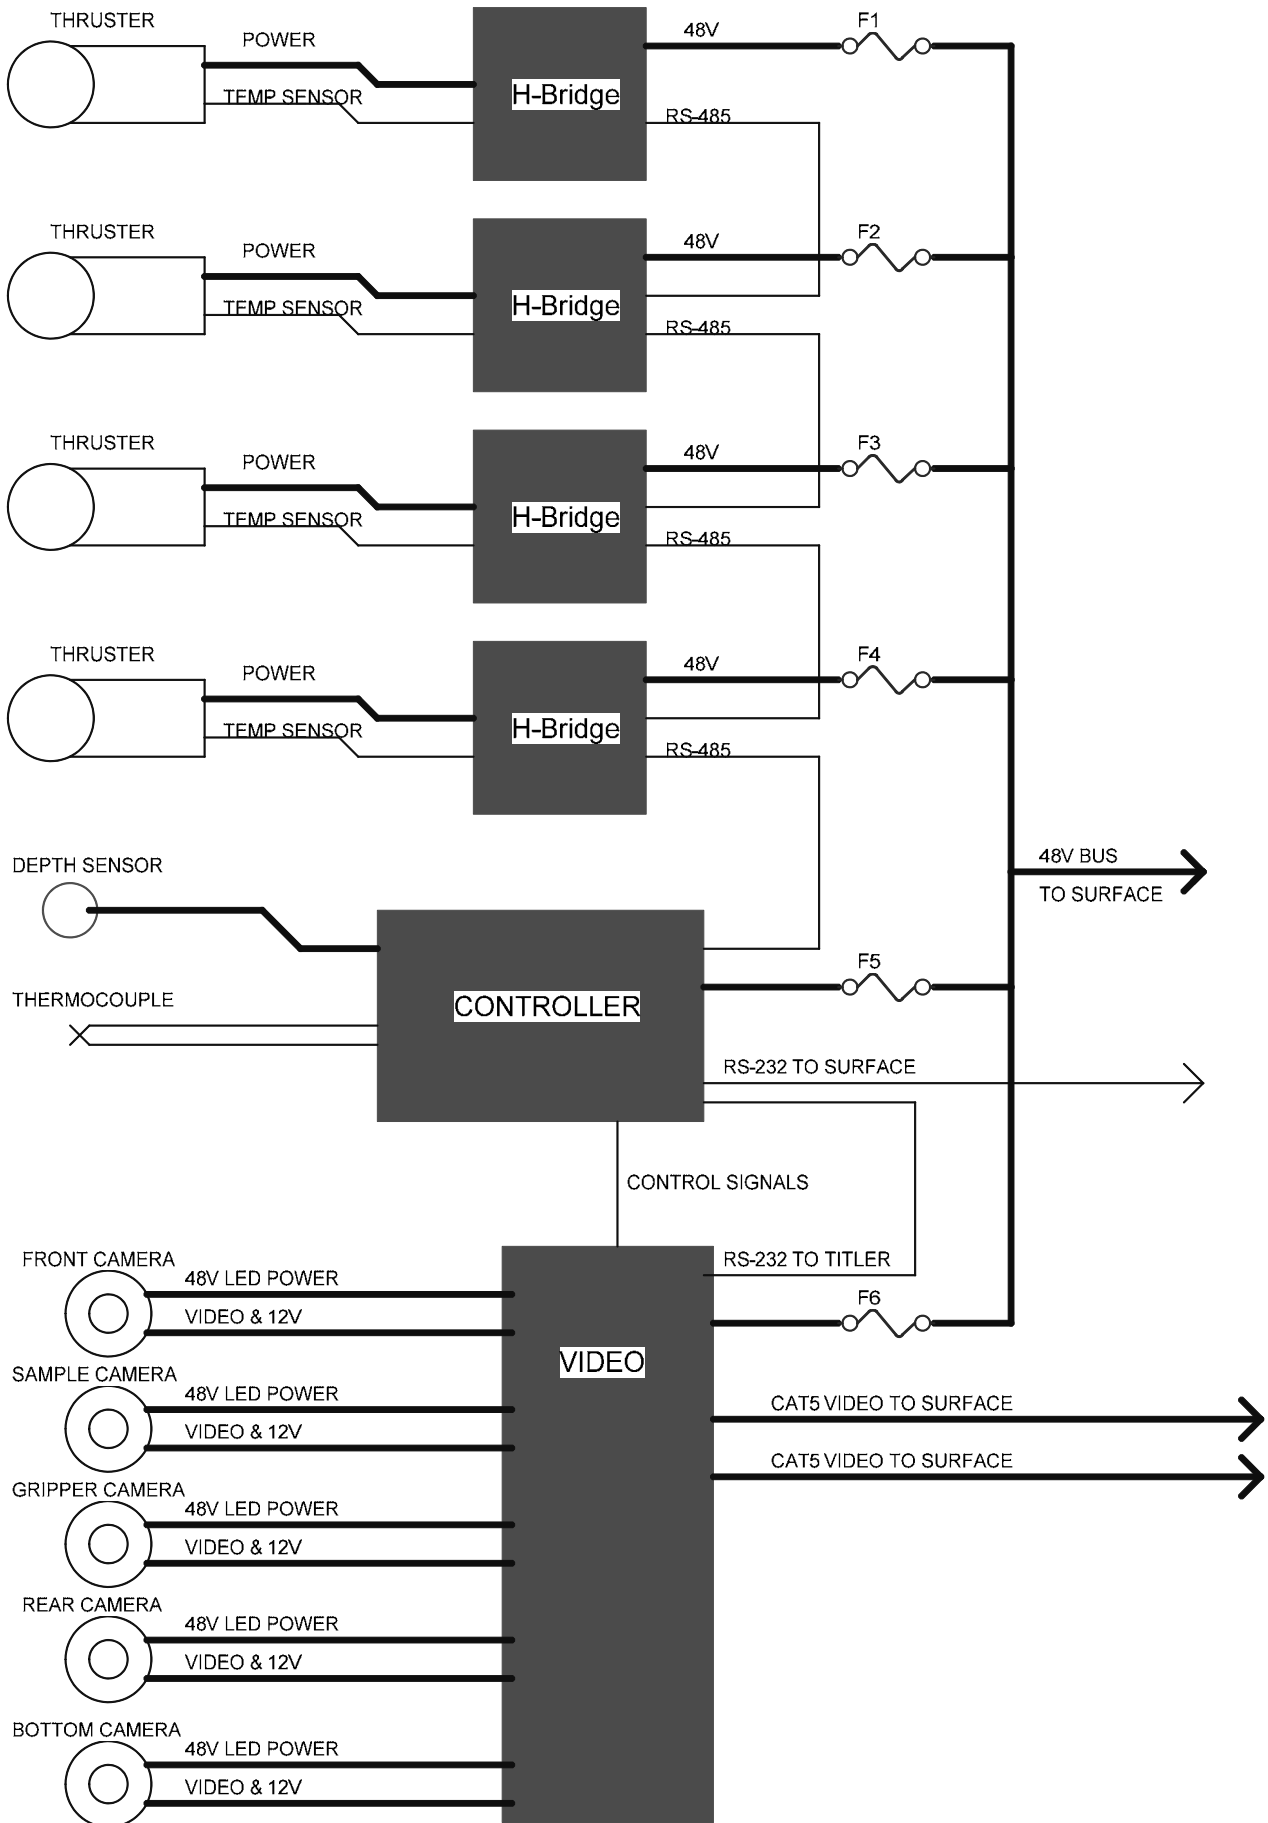 THRUSTER
POWER
TEMP SENSOR
H-Bridge
48V
F1
RS-485
THRUSTER
POWER
TEMP SENSOR
H-Bridge
48V
F2
RS-485
THRUSTER
POWER
TEMP SENSOR
H-Bridge
48V
F3
RS-485
THRUSTER
POWER
TEMP SENSOR
H-Bridge
48V
F4
RS-485
48V BUS
TO SURFACE
DEPTH SENSOR
THERMOCOUPLE
CONTROLLER
F5
RS-232 TO SURFACE
CONTROL SIGNALS
RS-232 TO TITLER
F6
FRONT CAMERA
48V LED POWER
VIDEO & 12V
VIDEO
SAMPLE CAMERA
48V LED POWER
VIDEO & 12V
CAT5 VIDEO TO SURFACE
CAT5 VIDEO TO SURFACE
GRIPPER CAMERA
48V LED POWER
VIDEO & 12V
REAR CAMERA
48V LED POWER
VIDEO & 12V
BOTTOM CAMERA
48V LED POWER
VIDEO & 12V